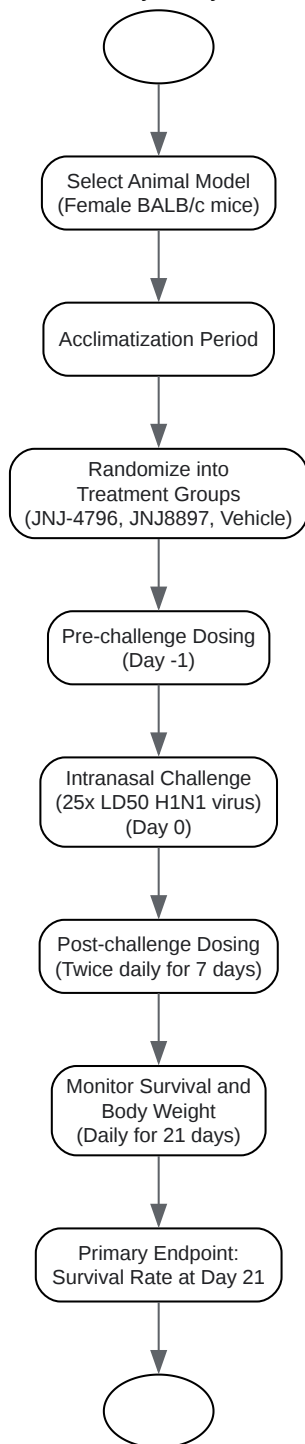 Select Animal Model
(Female BALB/c mice)
Acclimatization Period
Randomize into
Treatment Groups
(JNJ-4796, JNJ8897, Vehicle)
Pre-challenge Dosing
(Day -1)
Intranasal Challenge
(25x LD50 H1N1 virus)
(Day 0)
Post-challenge Dosing
(Twice daily for 7 days)
Monitor Survival and
Body Weight
(Daily for 21 days)
Primary Endpoint:
Survival Rate at Day 21